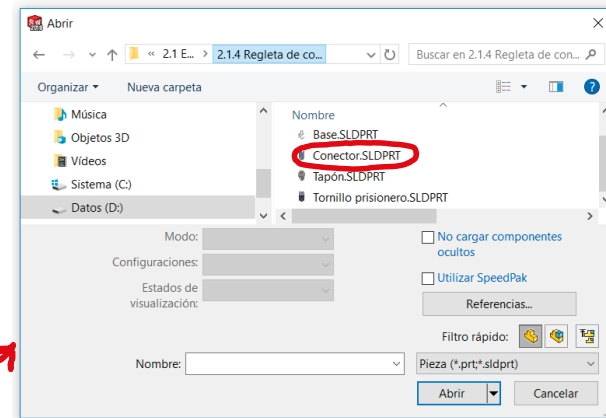 Abrir
« 2.1 E... > 2.1.4 Regleta de co... Buscar en 2.1.4 Regleta de con...
Organizar Nueva carpeta
Música
Objetos 3D
Vídeos
Sistema (C:)
Datos (D:)
Nombre
Base.SLDPRT
Conector.SLDPRT
Tapón.SLDPRT
Tornillo prisionero.SLDPRT
Modo:
Configuraciones:
Estados de
visualización:
No cargar componentes
ocultos
Utilizar SpeedPak
Referencias...
Filtro rápido:
Nombre: Pieza (*.prt;*.sldprt)
Abrir Cancelar